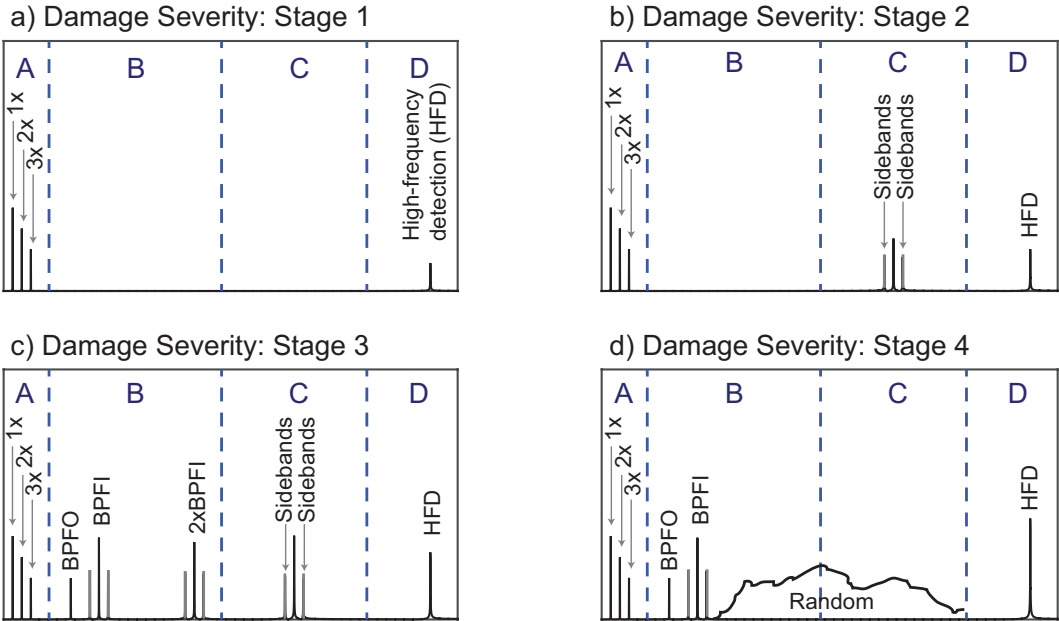 a) Damage Severity: Stage 1
A
B
C
D
1x
2x
3x
High-frequency
detection (HFD)
b) Damage Severity: Stage 2
A
B
C
D
1x
2x
3x
Sidebands
Sidebands
HFD
c) Damage Severity: Stage 3
A
B
C
D
1x
2x
3x
BPFO
BPFI
2xBPFI
Sidebands
Sidebands
HFD
d) Damage Severity: Stage 4
A
B
C
D
1x
2x
3x
BPFO
BPFI
Random
HFD